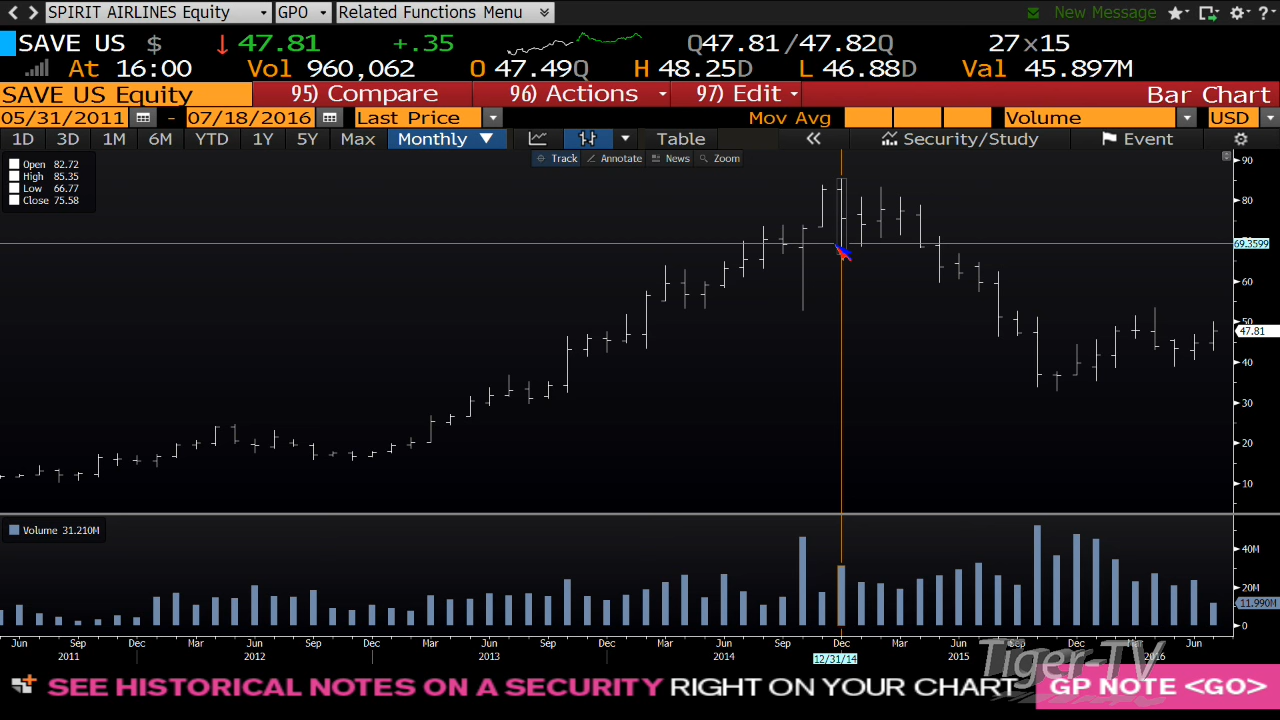 SPIRIT AIRLINES Equity GPO Related Functions Menu New Message
SAVE US $ ↓ 47.81 +.35 Q47.81/47.82Q 27×15
At 16:00 Vol 960,062 O 47.49Q H 48.25D L 46.88D Val 45.897M
SAVE US Equity 95) Compare 96) Actions 97) Edit Bar Chart
05/31/2011 - 07/18/2016 Last Price Mov Avg Volume USD
1D 3D 1M 6M YTD 1Y 5Y Max Monthly ▼ Table « Security/Study Event
Track Annotate News Zoom
Open 82.72
High 85.35
Low 66.77
Close 75.58
90
80
69.3599
60
50
47.81
40
30
20
10
Volume 31.210M
40M
20M
11.990M
0
Jun Sep Dec Mar Jun Sep Dec Mar Jun Sep Dec Mar Jun Sep Dec Mar Jun Sep Dec Mar Jun
2011 2012 2013 2014 12/31/14 2015 2016
Tiger-TV
SEE HISTORICAL NOTES ON A SECURITY RIGHT ON YOUR CHART GP NOTE <GO>